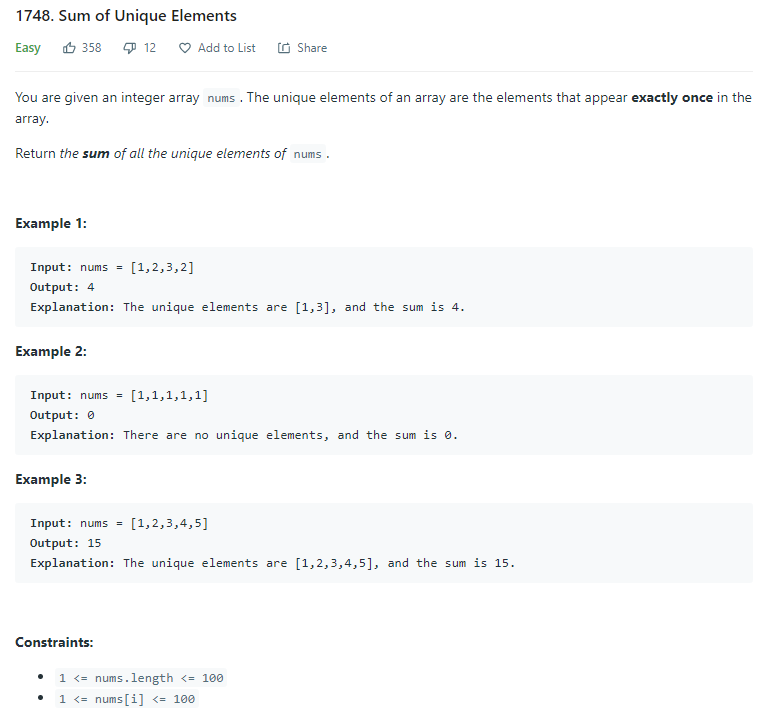 1748. Sum of Unique Elements
Easy 358 12 Add to List Share
You are given an integer array nums . The unique elements of an array are the elements that appear exactly once in the
array.
Return the sum of all the unique elements of nums .
Example 1:
Input: nums = [1,2,3,2]
Output: 4
Explanation: The unique elements are [1,3], and the sum is 4.
Example 2:
Input: nums = [1,1,1,1,1]
Output: 0
Explanation: There are no unique elements, and the sum is 0.
Example 3:
Input: nums = [1,2,3,4,5]
Output: 15
Explanation: The unique elements are [1,2,3,4,5], and the sum is 15.
Constraints:
• 1 <= nums.length <= 100
• 1 <= nums[i] <= 100